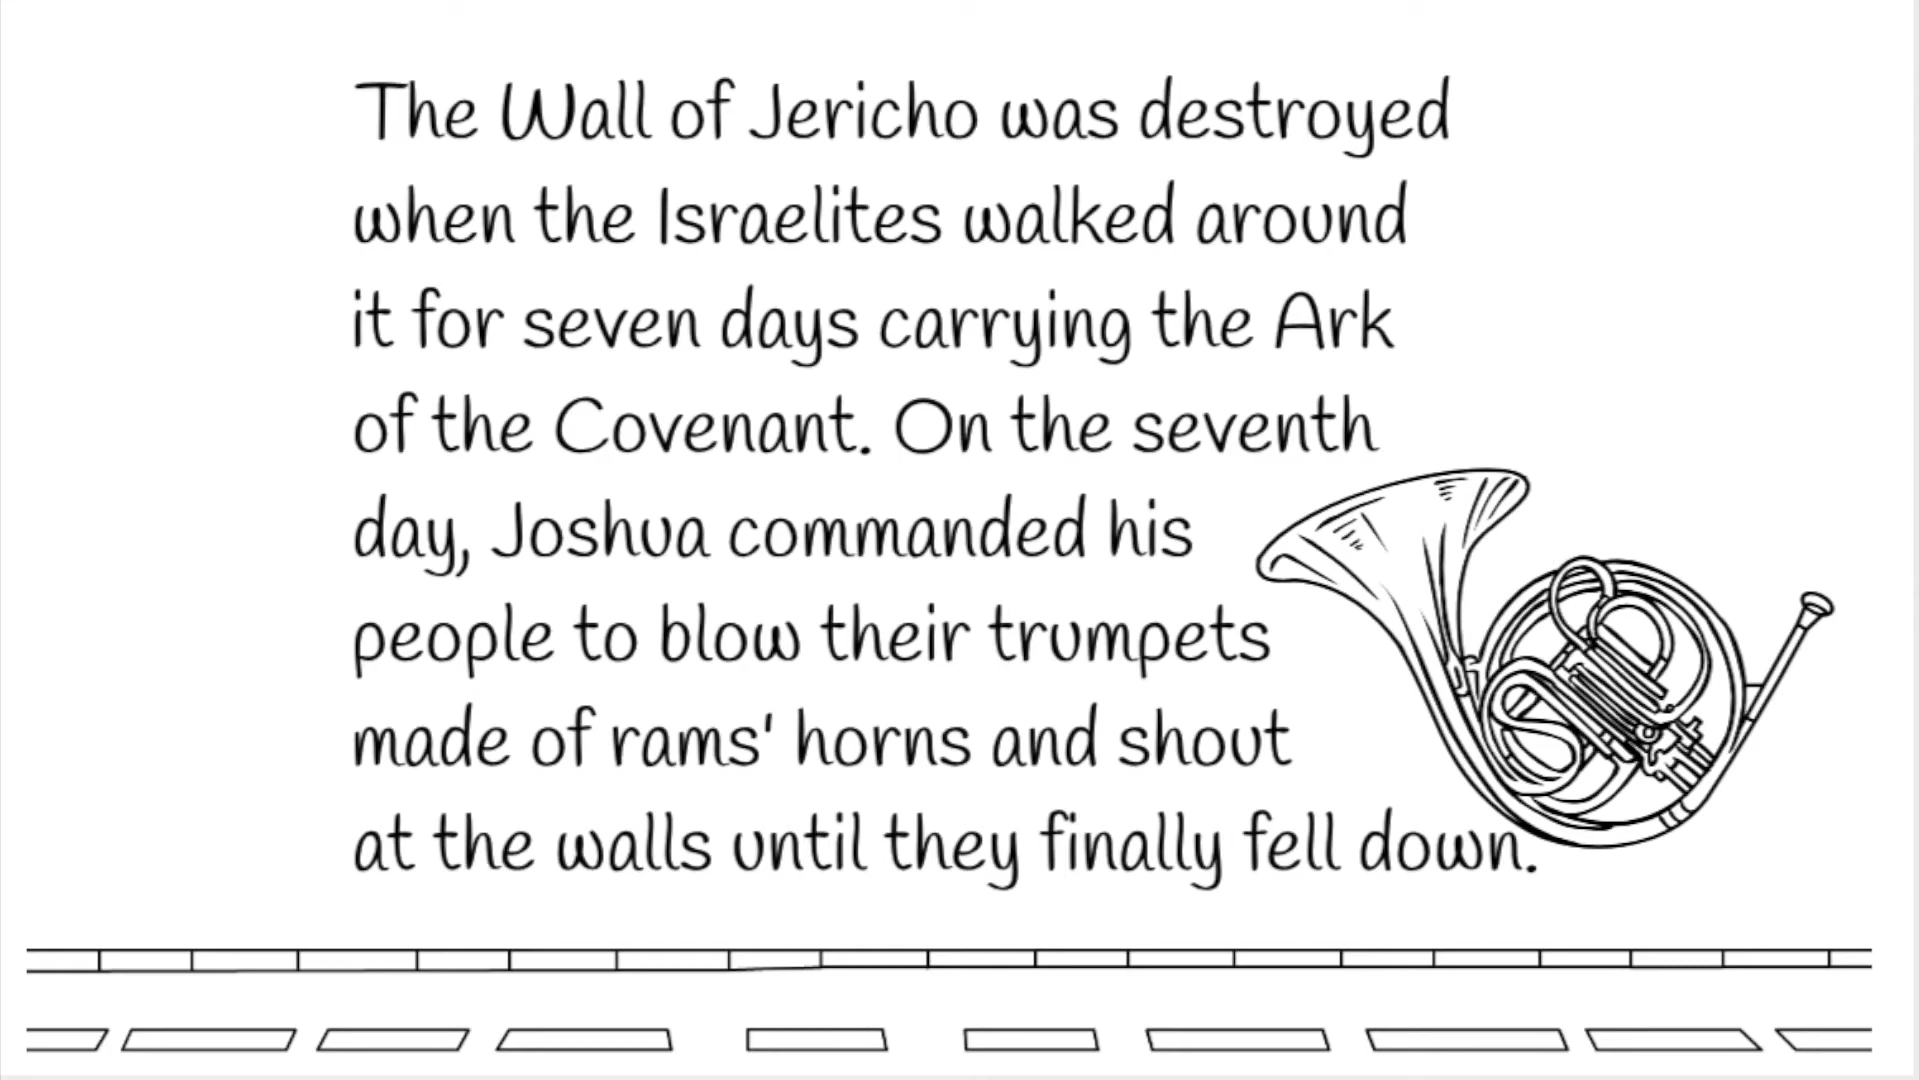 The Wall of Jericho was destroyed
when the Israelites walked around
it for seven days carrying the Ark
of the Covenant. On the seventh
day, Joshua commanded his
people to blow their trumpets
made of rams' horns and shout
at the walls until they finally fell down.